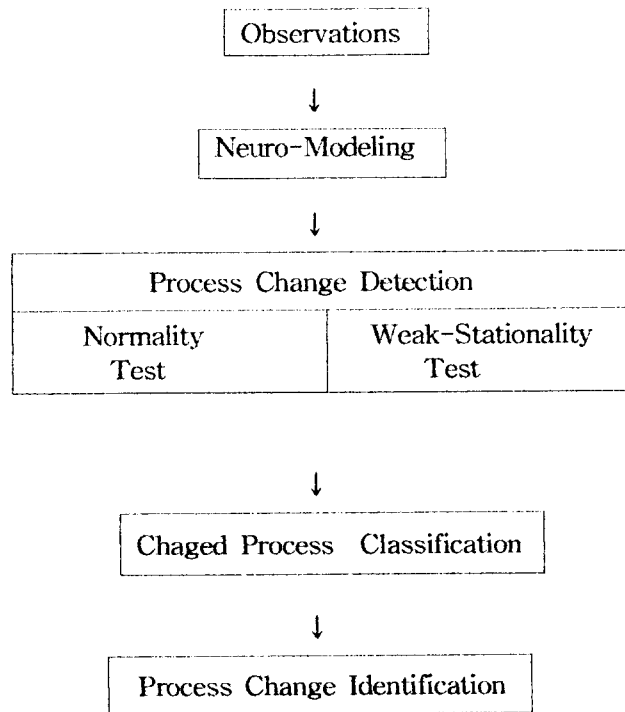 Observations
↓
Neuro-Modeling
↓
Process Change Detection
Normality
Test
Weak-Stationality
Test
↓
Chaged Process Classification
↓
Process Change Identification